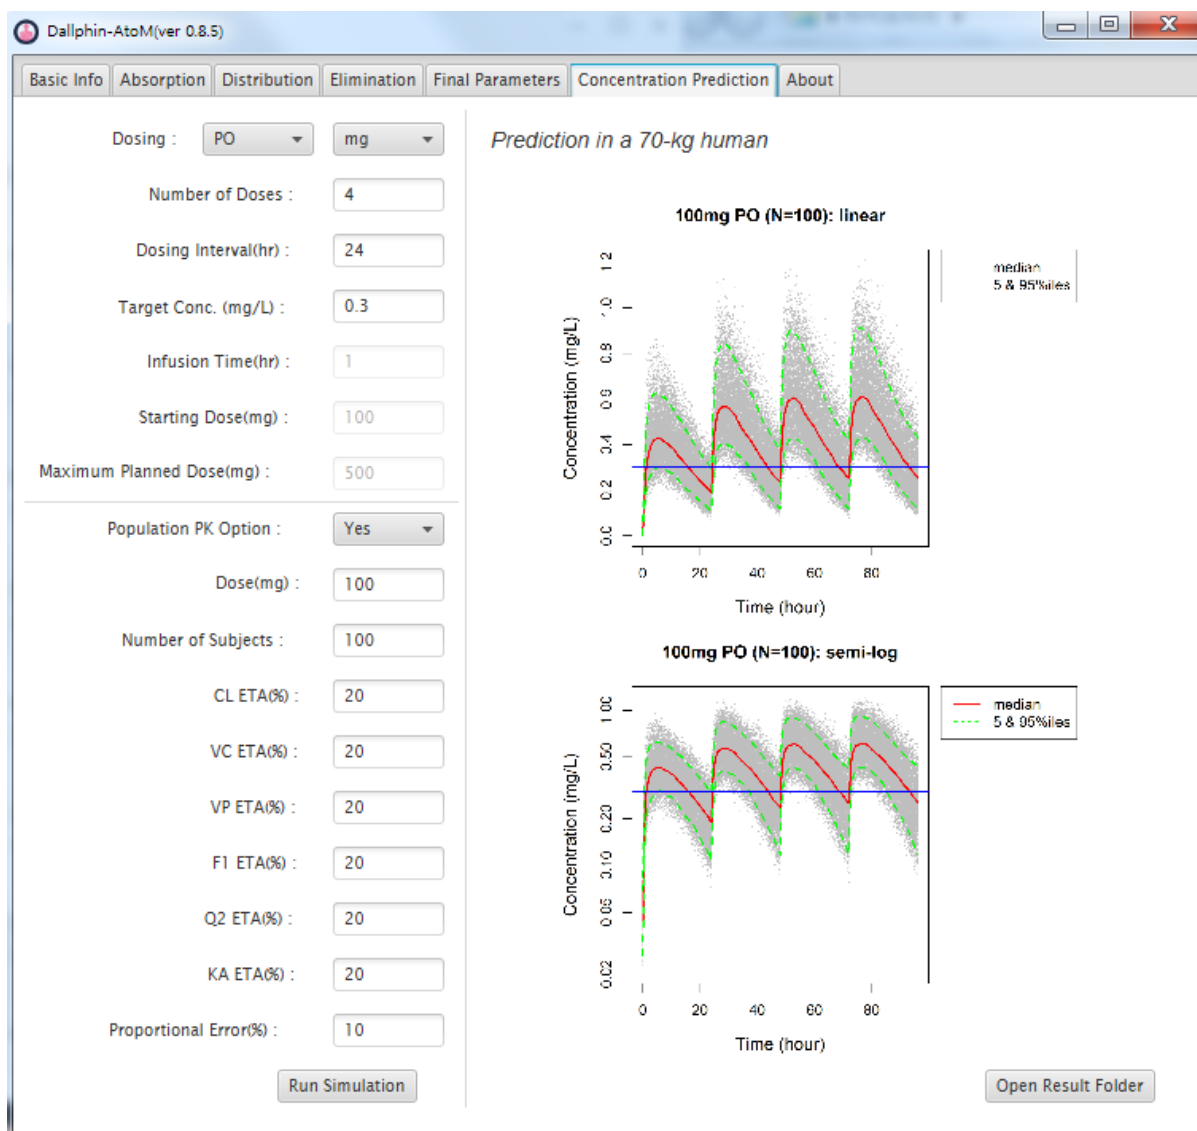 Dallphin-AtoM(ver 0.8.5)
Basic Info Absorption Distribution Elimination Final Parameters Concentration Prediction About
Dosing : PO mg
Number of Doses : 4
Dosing Interval(hr) : 24
Target Conc. (mg/L) : 0.3
Infusion Time(hr) : 1
Starting Dose(mg) : 100
Maximum Planned Dose(mg) : 500
Population PK Option : Yes
Dose(mg) : 100
Number of Subjects : 100
CL ETA(%) : 20
VC ETA(%) : 20
VP ETA(%) : 20
F1 ETA(%) : 20
Q2 ETA(%) : 20
KA ETA(%) : 20
Proportional Error(%) : 10
Run Simulation
Prediction in a 70-kg human
100mg PO (N=100): linear
Concentration (mg/L)
1.2
1.0
0.8
0.6
0.4
0.2
0.0
0 20 40 60 80
Time (hour)
median
5 & 95%iles
100mg PO (N=100): semi-log
Concentration (mg/L)
1.00
0.50
0.20
0.10
0.05
0.02
0 20 40 60 80
Time (hour)
median
5 & 95%iles
Open Result Folder